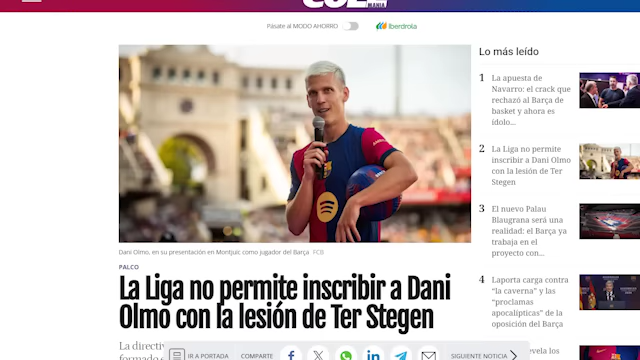 CULE
MANÍA
Pásate al MODO AHORRO
Iberdrola
Lo más leído
1
La apuesta de
Navarro: el crack que
rechazó al Barça de
basket y ahora es
ídolo...
2
La Liga no permite
inscribir a Dani Olmo
con la lesión de Ter
Stegen
3
El nuevo Palau
Blaugrana será una
realidad: el Barça ya
trabaja en el
proyecto con...
4
Laporta carga contra
“la caverna” y las
“proclamas
apocalípticas” de la
oposición del Barça
Dani Olmo, en su presentación en Montjuic como jugador del Barça FCB
PALCO
La Liga no permite inscribir a Dani
Olmo con la lesión de Ter Stegen
La directiv
formado e
IR A PORTADA
COMPARTE
SIGUIENTE NOTICIA